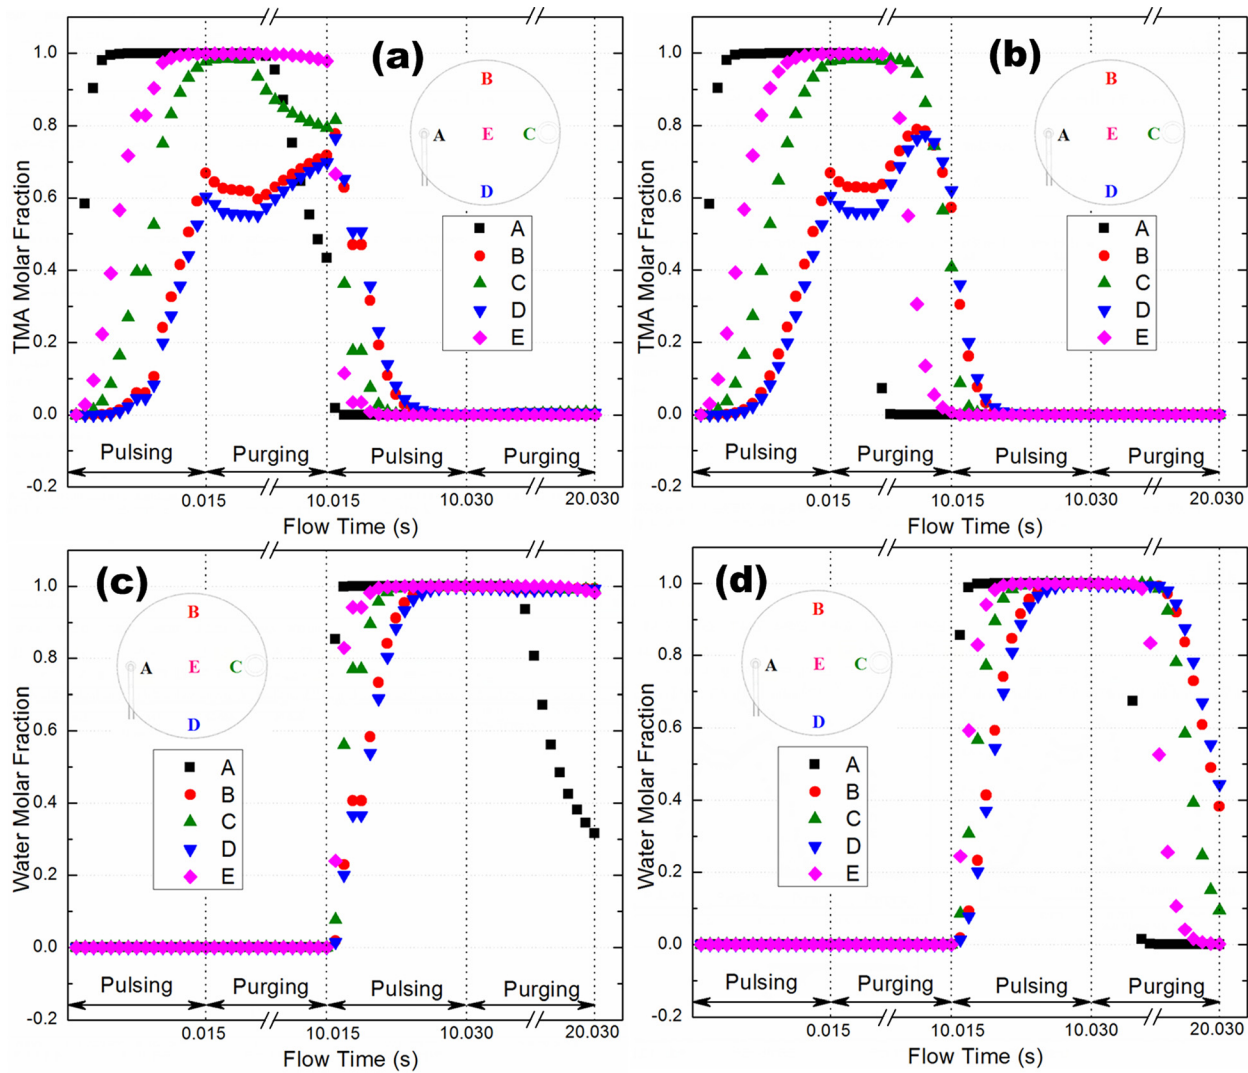 (a)
TMA Molar Fraction
1.0
0.8
0.6
0.4
0.2
0.0
-0.2
B
A E C
D
A
B
C
D
E
Pulsing Purging Pulsing Purging
0.015 10.015 10.030 20.030
Flow Time (s)
(b)
TMA Molar Fraction
1.0
0.8
0.6
0.4
0.2
0.0
-0.2
B
A E C
D
A
B
C
D
E
Pulsing Purging Pulsing Purging
0.015 10.015 10.030 20.030
Flow Time (s)
(c)
Water Molar Fraction
1.0
0.8
0.6
0.4
0.2
0.0
-0.2
B
A E C
D
A
B
C
D
E
Pulsing Purging Pulsing Purging
0.015 10.015 10.030 20.030
Flow Time (s)
(d)
Water Molar Fraction
1.0
0.8
0.6
0.4
0.2
0.0
-0.2
B
A E C
D
A
B
C
D
E
Pulsing Purging Pulsing Purging
0.015 10.015 10.030 20.030
Flow Time (s)